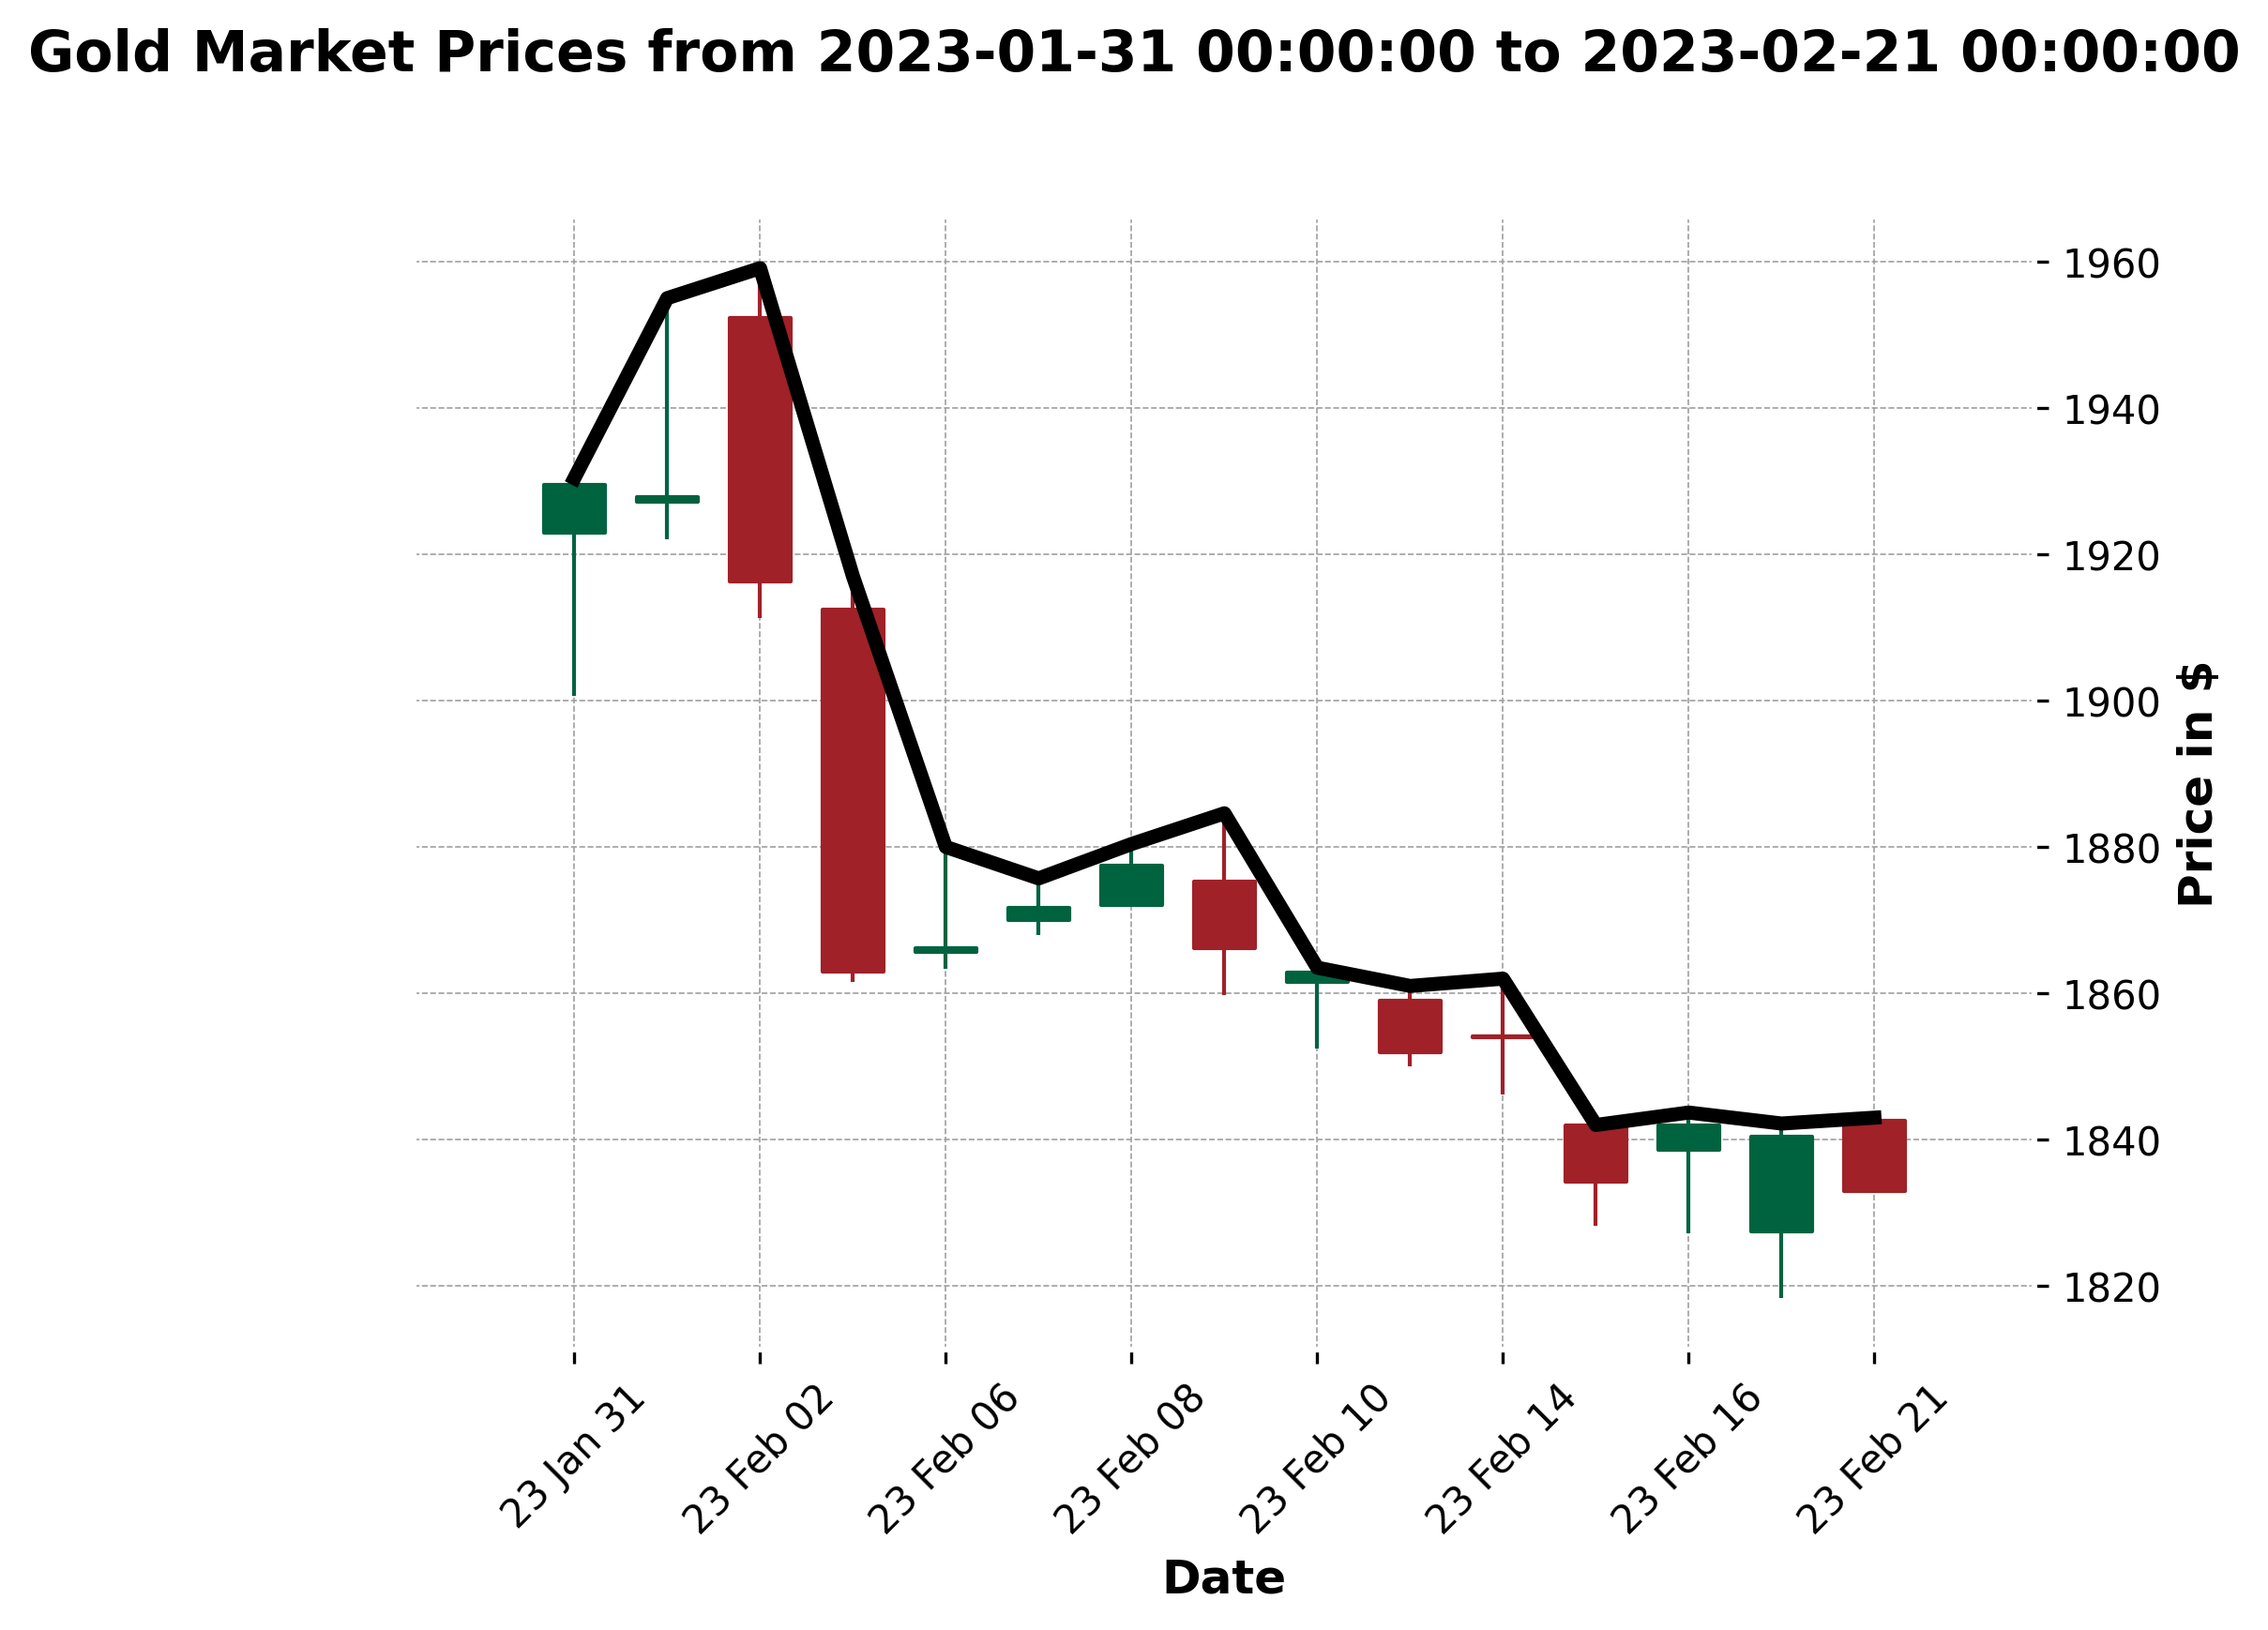 Gold Market Prices from 2023-01-31 00:00:00 to 2023-02-21 00:00:00
1960
1940
1920
1900
1880
1860
1840
1820
Price in $
23 Jan 31
23 Feb 02
23 Feb 06
23 Feb 08
23 Feb 10
23 Feb 14
23 Feb 16
23 Feb 21
Date